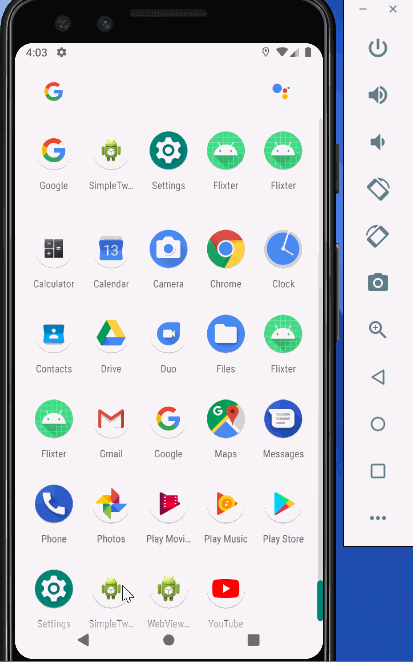 4:03
Google SimpleTw... Settings Flixter Flixter
13
Calculator Calendar Camera Chrome Clock
Contacts Drive Duo Files Flixter
Flixter Gmail Google Maps Messages
Phone Photos Play Movi... Play Music Play Store
Settings SimpleTw... WebView... YouTube